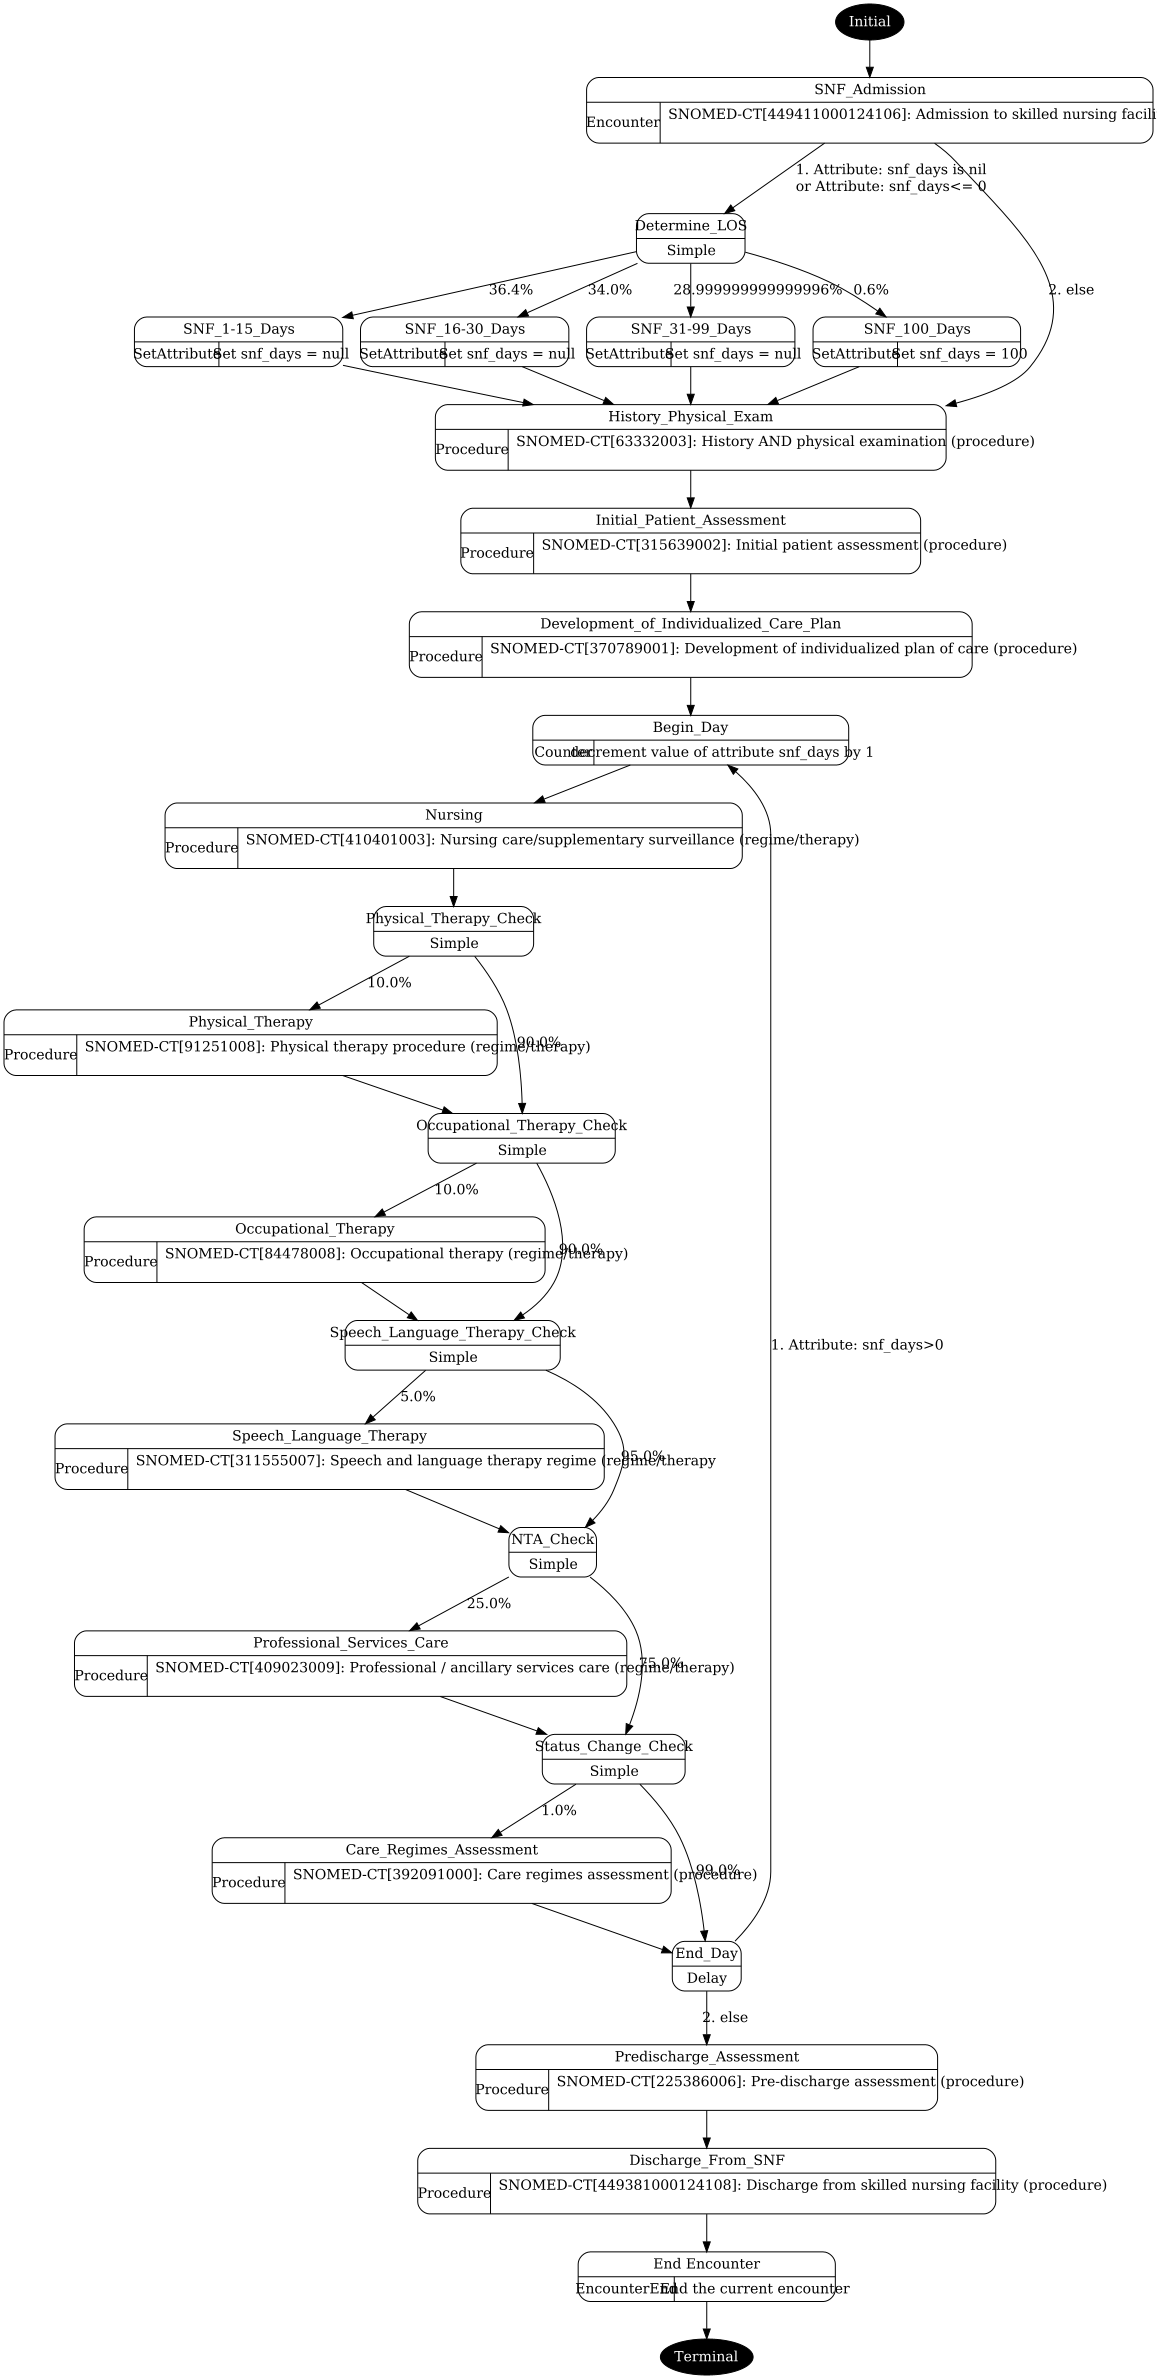 Initial
SNF_Admission
Encounter
SNOMED-CT[449411000124106]: Admission to skilled nursing facili
1. Attribute: snf_days is nil
or Attribute: snf_days<= 0
2. else
Determine_LOS
Simple
36.4%
34.0%
28.999999999999996%
0.6%
SNF_1-15_Days
SetAttribute
Set snf_days = null
SNF_16-30_Days
SetAttribute
Set snf_days = null
SNF_31-99_Days
SetAttribute
Set snf_days = null
SNF_100_Days
SetAttribute
Set snf_days = 100
History_Physical_Exam
Procedure
SNOMED-CT[63332003]: History AND physical examination (procedure)
Initial_Patient_Assessment
Procedure
SNOMED-CT[315639002]: Initial patient assessment (procedure)
Development_of_Individualized_Care_Plan
Procedure
SNOMED-CT[370789001]: Development of individualized plan of care (procedure)
Begin_Day
Counter
decrement value of attribute snf_days by 1
Nursing
Procedure
SNOMED-CT[410401003]: Nursing care/supplementary surveillance (regime/therapy)
Physical_Therapy_Check
Simple
10.0%
90.0%
Physical_Therapy
Procedure
SNOMED-CT[91251008]: Physical therapy procedure (regime/therapy)
Occupational_Therapy_Check
Simple
10.0%
90.0%
Occupational_Therapy
Procedure
SNOMED-CT[84478008]: Occupational therapy (regime/therapy)
Speech_Language_Therapy_Check
Simple
1. Attribute: snf_days>0
5.0%
95.0%
Speech_Language_Therapy
Procedure
SNOMED-CT[311555007]: Speech and language therapy regime (regime/therapy
NTA_Check
Simple
25.0%
75.0%
Professional_Services_Care
Procedure
SNOMED-CT[409023009]: Professional / ancillary services care (regime/therapy)
Status_Change_Check
Simple
1.0%
99.0%
Care_Regimes_Assessment
Procedure
SNOMED-CT[392091000]: Care regimes assessment (procedure)
End_Day
Delay
2. else
Predischarge_Assessment
Procedure
SNOMED-CT[225386006]: Pre-discharge assessment (procedure)
Discharge_From_SNF
Procedure
SNOMED-CT[449381000124108]: Discharge from skilled nursing facility (procedure)
End Encounter
EncounterEnd
End the current encounter
Terminal